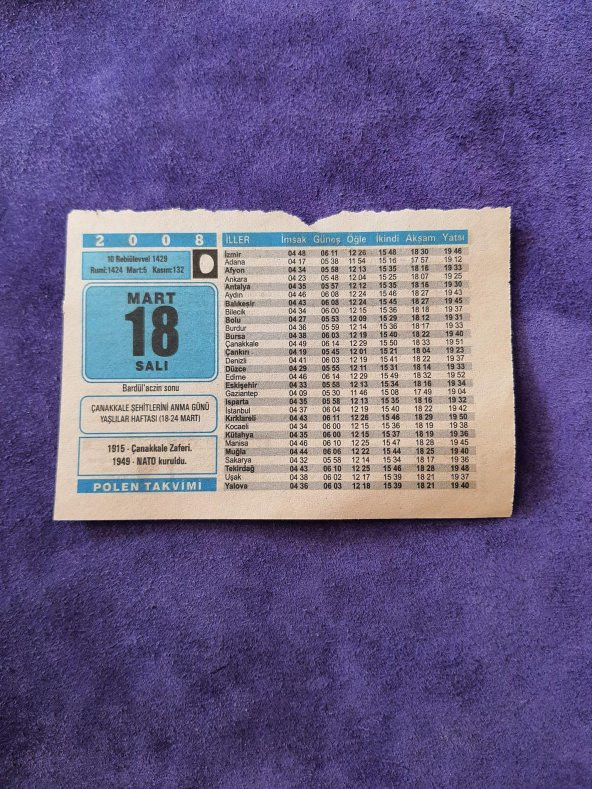 2 0 0 8
10 Rebiülevvel 1429
Rumi:1424 Mart:5 Kasım:132
MART
18
SALI
Bardül'aczin sonu
ÇANAKKALE ŞEHİTLERİNİ ANMA GÜNÜ
YAŞLILAR HAFTASI (18-24 MART)
1915 - Çanakkale Zaferi.
1949 - NATO kuruldu.
POLEN TAKVİMİ
İLLER İmsak Güneş Öğle İkindi Akşam Yatsı
İzmir 04 48 06 11 12 26 15 48 18 30 19 46
Adana 04 17 05 38 11 54 15 16 17 57 19 12
Afyon 04 34 05 58 12 13 15 35 18 16 19 33
Ankara 04 23 05 48 12 04 15 25 18 07 19 25
Antalya 04 35 05 57 12 12 15 35 18 16 19 30
Aydın 04 46 06 08 12 24 15 46 18 27 19 43
Balıkesir 04 43 06 08 12 24 15 45 18 27 19 45
Bilecik 04 34 06 00 12 15 15 36 18 18 19 37
Bolu 04 27 05 53 12 09 15 29 18 12 19 31
Burdur 04 36 05 59 12 14 15 36 18 17 19 33
Bursa 04 38 06 03 12 19 15 40 18 22 19 40
Çanakkale 04 49 06 14 12 29 15 50 18 33 19 51
Çankırı 04 19 05 45 12 01 15 21 18 04 19 23
Denizli 04 41 06 03 12 19 15 41 18 22 19 38
Düzce 04 29 05 55 12 11 15 31 18 14 19 33
Edirne 04 46 06 14 12 29 15 49 18 32 19 52
Eskişehir 04 33 05 58 12 13 15 34 18 16 19 34
Gaziantep 04 09 05 30 11 46 15 08 17 49 19 04
Isparta 04 35 05 58 12 13 15 35 18 16 19 32
İstanbul 04 37 06 04 12 19 15 40 18 22 19 42
Kırklareli 04 43 06 11 12 26 15 46 18 29 19 50
Kocaeli 04 34 06 00 12 16 15 37 18 19 19 38
Kütahya 04 35 06 00 12 15 15 37 18 19 19 36
Manisa 04 46 06 10 12 25 15 47 18 28 19 45
Muğla 04 44 06 06 12 22 15 44 18 25 19 40
Sakarya 04 32 05 58 12 14 15 34 18 17 19 36
Tekirdağ 04 43 06 10 12 25 15 46 18 28 19 48
Uşak 04 38 06 02 12 17 15 39 18 21 19 37
Yalova 04 36 06 03 12 18 15 39 18 21 19 40